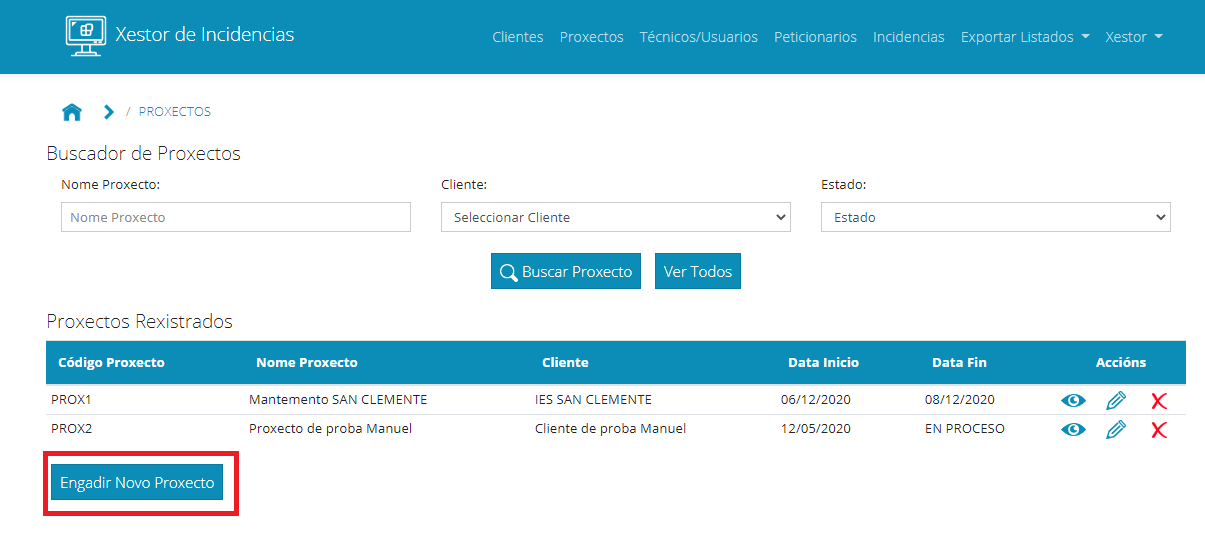 Xestor de Incidencias
Clientes Proxectos Técnicos/Usuarios Peticionarios Incidencias Exportar Listados Xestor
/ PROXECTOS
Buscador de Proxectos
Nome Proxecto: Cliente: Estado:
Nome Proxecto Seleccionar Cliente Estado
Buscar Proxecto Ver Todos
Proxectos Rexistrados
Código Proxecto Nome Proxecto Cliente Data Inicio Data Fin Accións
PROX1 Mantemento SAN CLEMENTE IES SAN CLEMENTE 06/12/2020 08/12/2020
PROX2 Proxecto de proba Manuel Cliente de proba Manuel 12/05/2020 EN PROCESO
Engadir Novo Proxecto